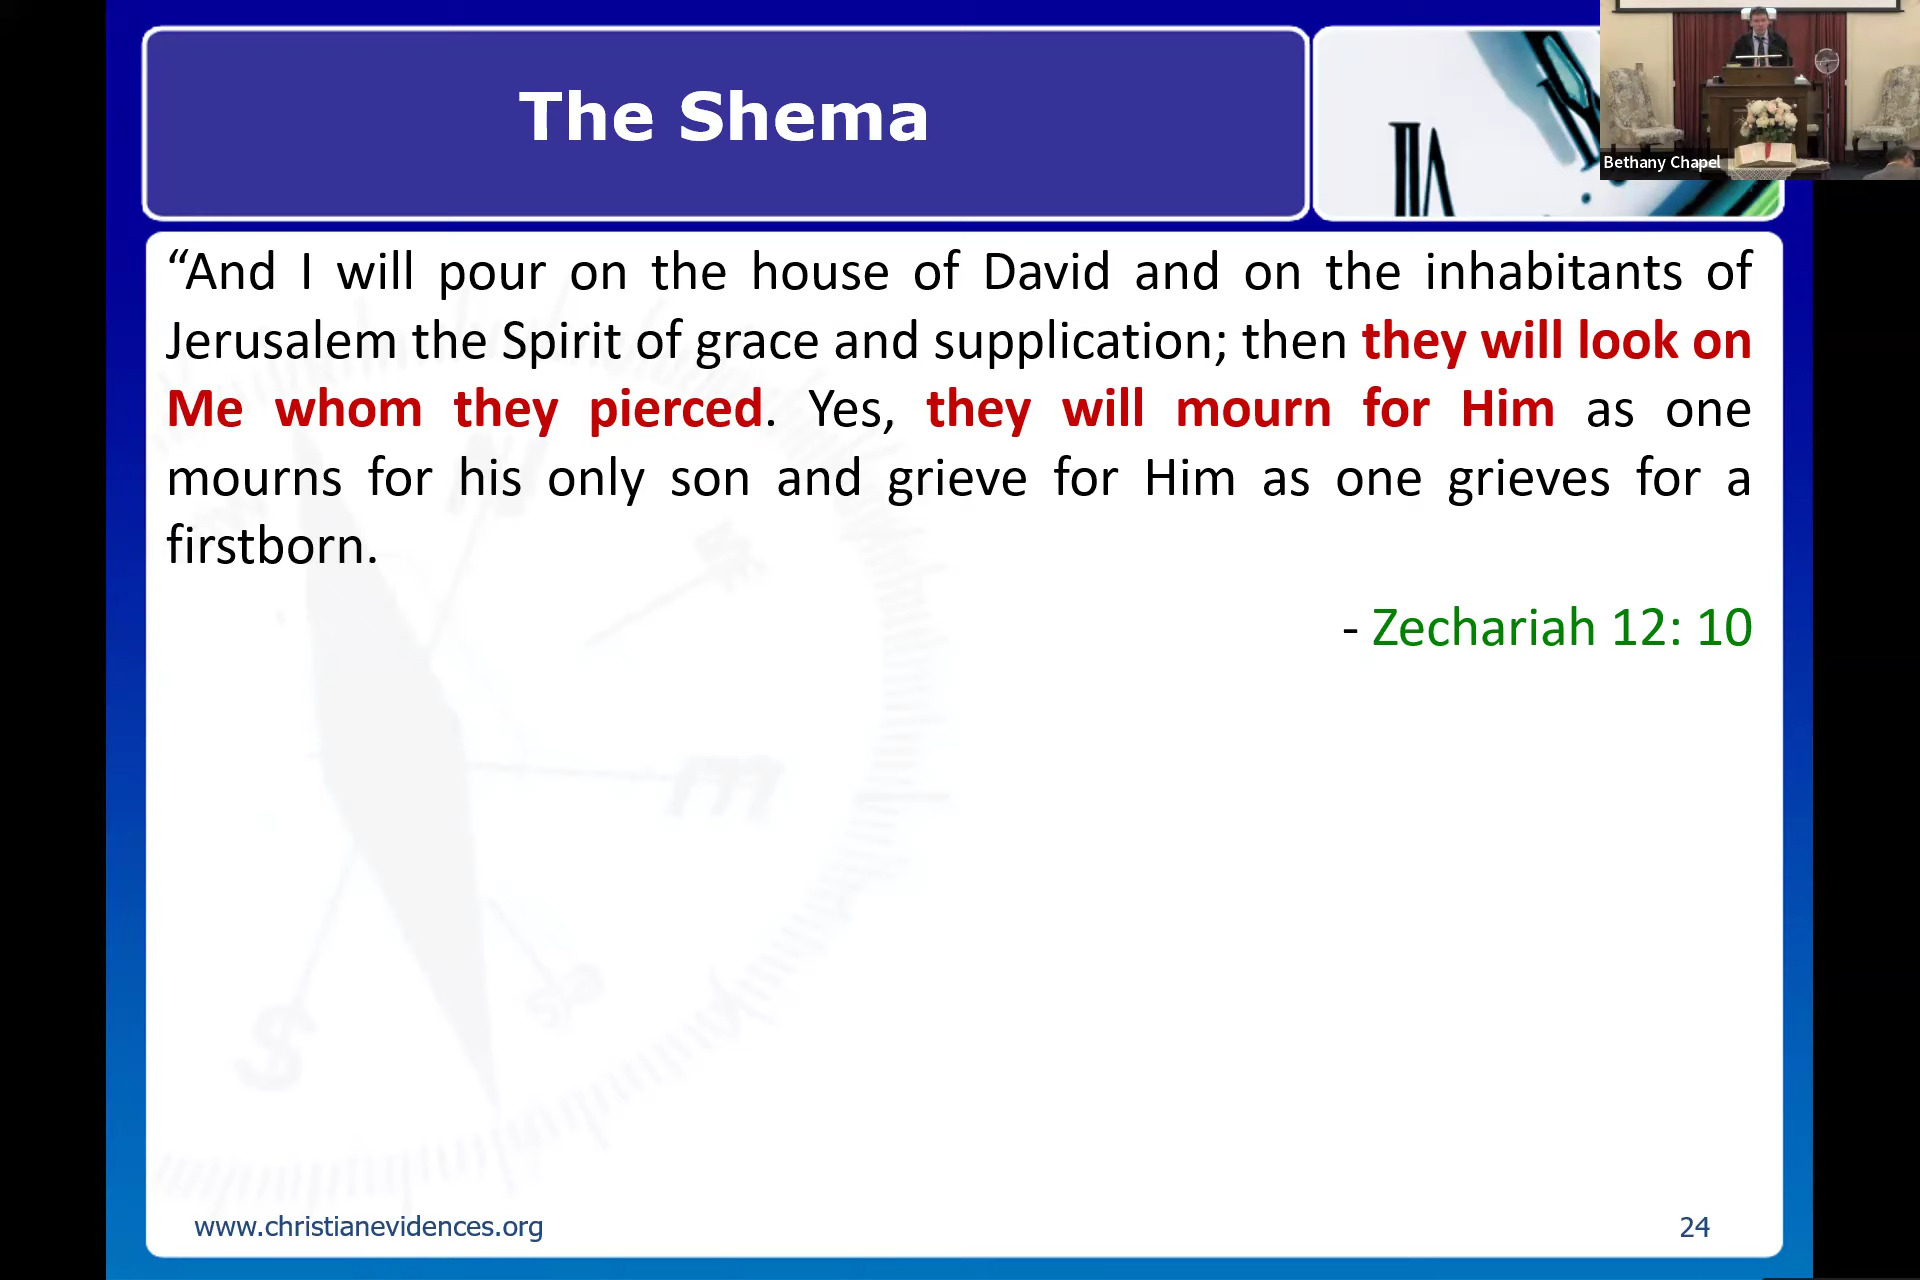 The Shema
Bethany Chapel
“And I will pour on the house of David and on the inhabitants of
Jerusalem the Spirit of grace and supplication; then they will look on
Me whom they pierced. Yes, they will mourn for Him as one
mourns for his only son and grieve for Him as one grieves for a
firstborn.
- Zechariah 12: 10
www.christianevidences.org
24